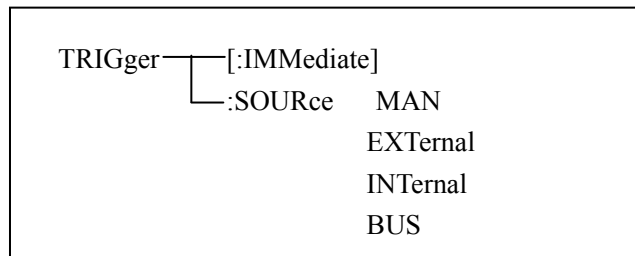 TRIGger [:IMMediate]
:SOURce MAN
EXTernal
INTernal
BUS